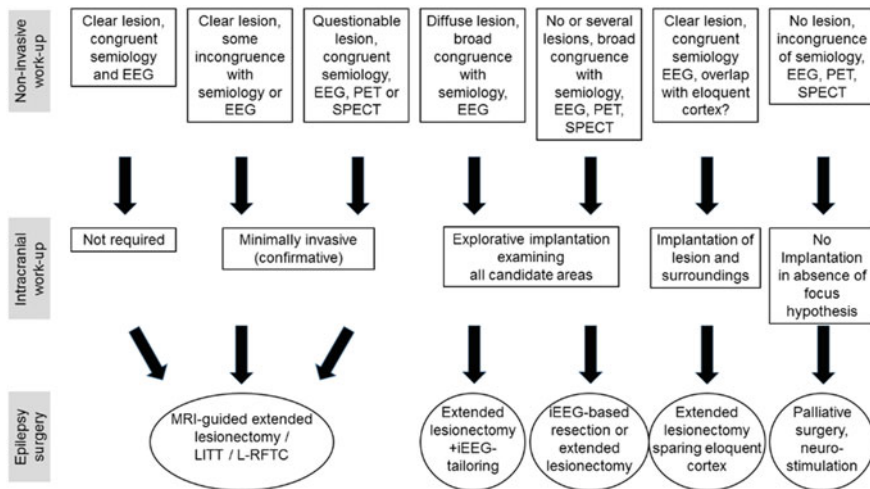 Non-invasive
work-up
Clear lesion,
congruent
semiology
and EEG
Clear lesion,
some
incongruence
with
semiology or
EEG
Questionable
lesion,
congruent
semiology,
EEG, PET or
SPECT
Diffuse lesion,
broad
congruence
with
semiology,
EEG
No or several
lesions, broad
congruence
with
semiology,
EEG, PET,
SPECT
Clear lesion,
congruent
semiology
EEG, overlap
with eloquent
cortex?
No lesion,
incongruence
of semiology,
EEG, PET,
SPECT
Intracranial
work-up
Not required
Minimally invasive
(confirmative)
Explorative implantation
examining
all candidate areas
Implantation of
lesion and
surroundings
No
Implantation
in absence of
focus
hypothesis
Epilepsy
surgery
MRI-guided extended
lesionectomy /
LITT / L-RFTC
Extended
lesionectomy
+iEEG-
tailoring
iEEG-based
resection or
extended
lesionectomy
Extended
lesionectomy
sparing eloquent
cortex
Palliative
surgery,
neuro-
stimulation